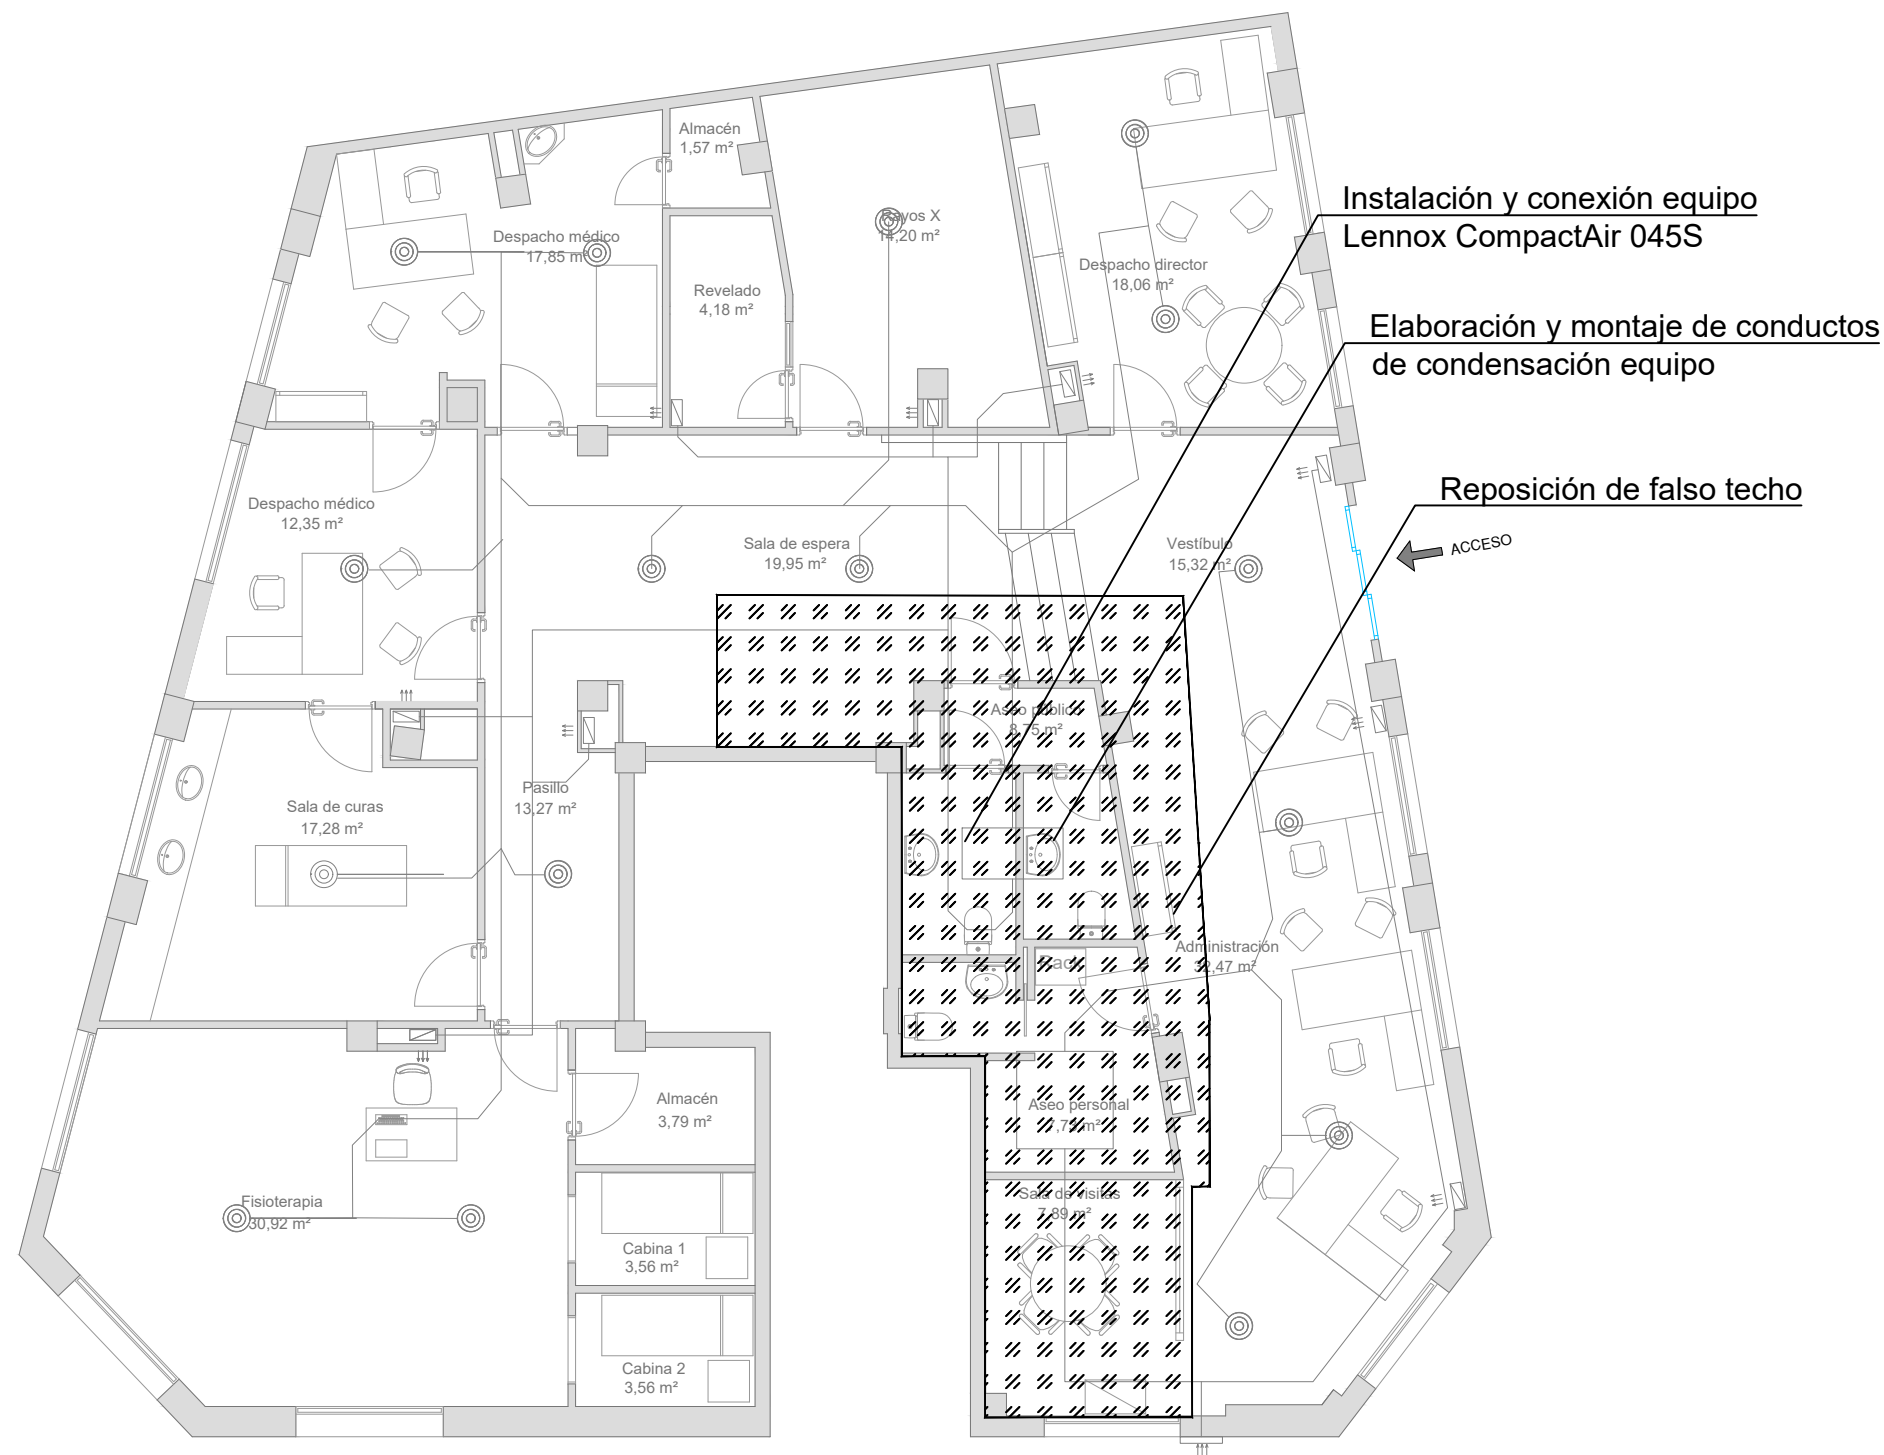 Almacén
1,57 m²
Rayos X
14,20 m²
Despacho médico
17,85 m²
Revelado
4,18 m²
Despacho director
18,06 m²
Instalación y conexión equipo
Lennox CompactAir 045S
Elaboración y montaje de conductos
de condensación equipo
Reposición de falso techo
Despacho médico
12,35 m²
Sala de espera
19,95 m²
Vestíbulo
15,32 m²
ACCESO
Aseo público
8,75 m²
Pasillo
13,27 m²
Sala de curas
17,28 m²
Administración
32,47 m²
Rack
Almacén
3,79 m²
Aseo personal
7,73 m²
Fisioterapia
30,92 m²
Sala de visitas
7,89 m²
Cabina 1
3,56 m²
Cabina 2
3,56 m²